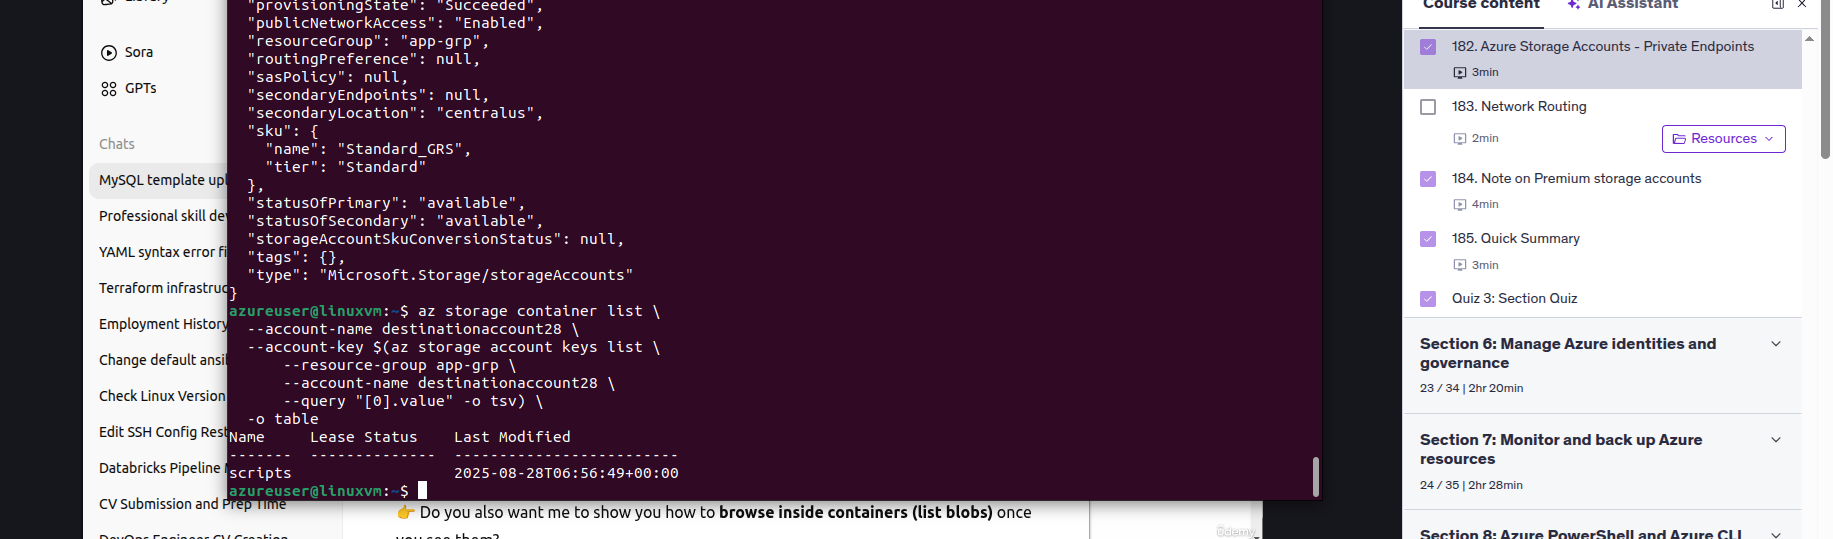 Library
Sora
GPTs
Chats
MySQL template upl
Professional skill dev
YAML syntax error fi
Terraform infrastruc
Employment History
Change default ansi
Check Linux Version
Edit SSH Config Rest
Databricks Pipeline M
CV Submission and Prep Time
DevOps Engineer CV Creation
"provisioningState": "Succeeded",
"publicNetworkAccess": "Enabled",
"resourceGroup": "app-grp",
"routingPreference": null,
"sasPolicy": null,
"secondaryEndpoints": null,
"secondaryLocation": "centralus",
"sku": {
"name": "Standard_GRS",
"tier": "Standard"
},
"statusOfPrimary": "available",
"statusOfSecondary": "available",
"storageAccountSkuConversionStatus": null,
"tags": {},
"type": "Microsoft.Storage/storageAccounts"
}
azureuser@linuxvm:~$ az storage container list \
--account-name destinationaccount28 \
--account-key $(az storage account keys list \
--resource-group app-grp \
--account-name destinationaccount28 \
--query "[0].value" -o tsv) \
-o table
Name Lease Status Last Modified
------- -------------- -------------------------
scripts 2025-08-28T06:56:49+00:00
azureuser@linuxvm:~$
👉 Do you also want me to show you how to browse inside containers (list blobs) once
you see them?
ûdemy
Course content
AI Assistant
182. Azure Storage Accounts - Private Endpoints
3min
183. Network Routing
2min
Resources
184. Note on Premium storage accounts
4min
185. Quick Summary
3min
Quiz 3: Section Quiz
Section 6: Manage Azure identities and
governance
23 / 34 | 2hr 20min
Section 7: Monitor and back up Azure
resources
24 / 35 | 2hr 28min
Section 8: Azure PowerShell and Azure CLI